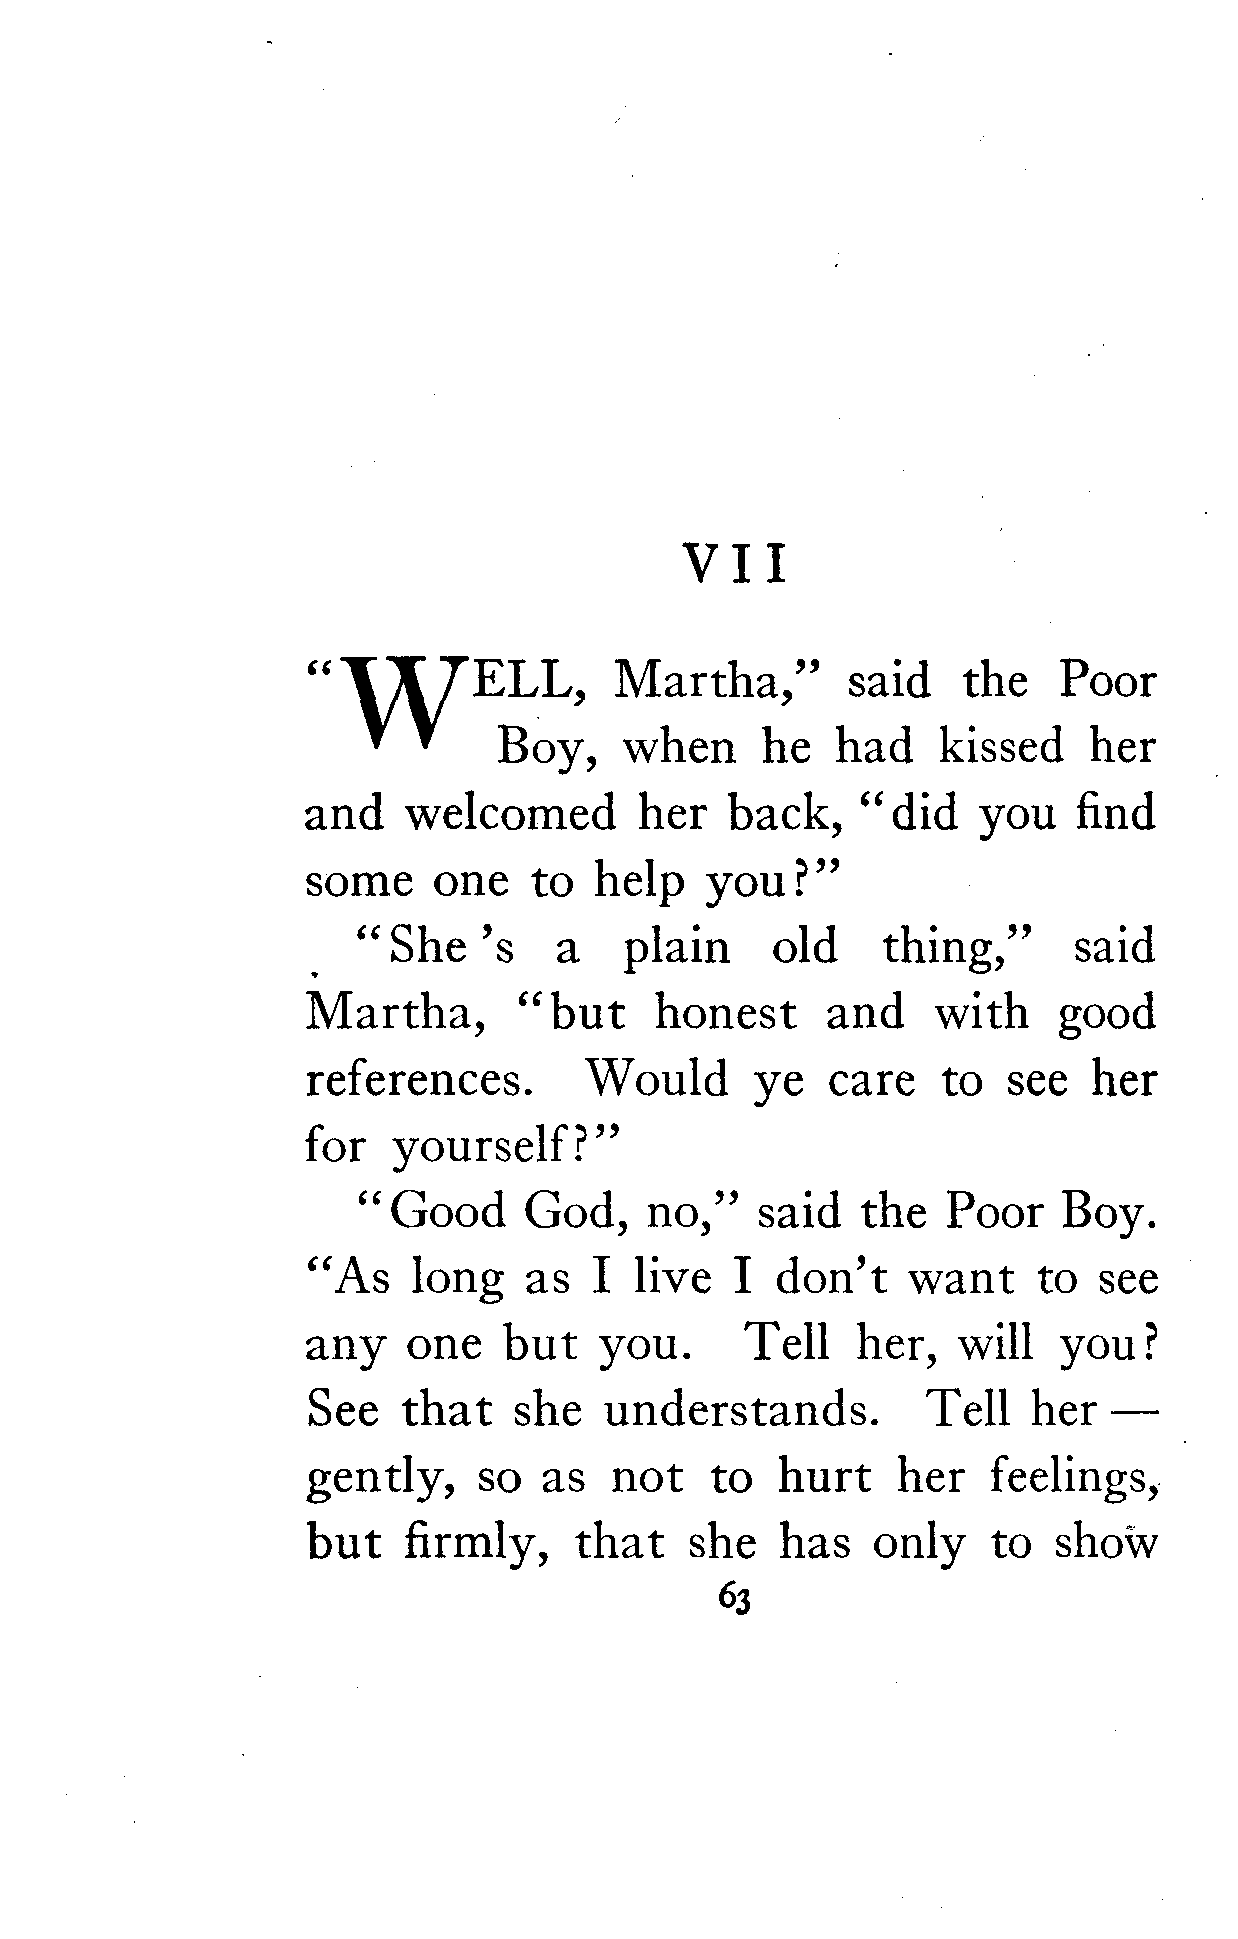 VII
“WELL, Martha,” said the Poor
Boy, when he had kissed her
and welcomed her back, “did you find
some one to help you?”
“She 's a plain old thing,” said
Martha, “but honest and with good
references. Would ye care to see her
for yourself?”
“Good God, no,” said the Poor Boy.
“As long as I live I don't want to see
any one but you. Tell her, will you?
See that she understands. Tell her —
gently, so as not to hurt her feelings,
but firmly, that she has only to show
63